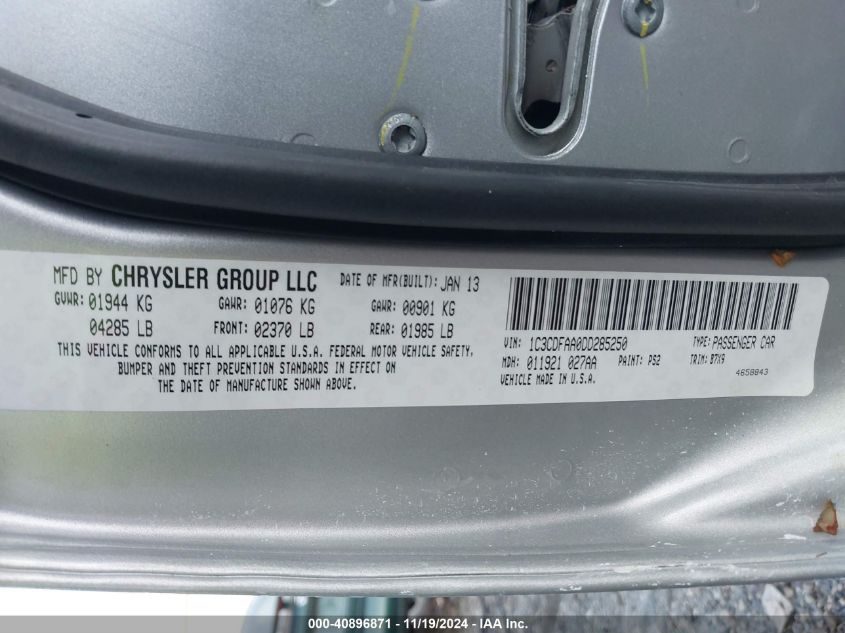 MFD BY CHRYSLER GROUP LLC DATE OF MFR(BUILT): JAN 13
GVWR: 01944 KG GAWR: 01076 KG GAWR: 00901 KG
04285 LB FRONT: 02370 LB REAR: 01985 LB
THIS VEHICLE CONFORMS TO ALL APPLICABLE U.S.A. FEDERAL MOTOR VEHICLE SAFETY,
BUMPER AND THEFT PREVENTION STANDARDS IN EFFECT ON
THE DATE OF MANUFACTURE SHOWN ABOVE.
VIN: 1C3CDFAA0DD285250 TYPE: PASSENGER CAR
MDH: 011921 027AA PAINT: PS2 TRIM: B7X9
VEHICLE MADE IN U.S.A. 4658843
000-40896871 - 11/19/2024 - IAA Inc.